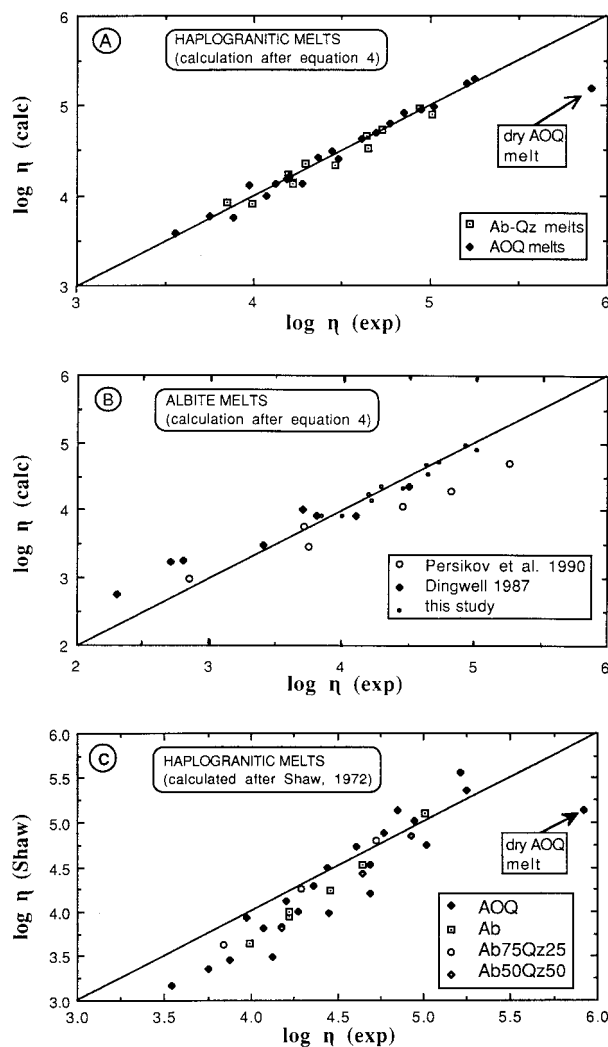 A
HAPLOGRANITIC MELTS
(calculation after equation 4)
6
5
4
3
log η (calc)
dry AOQ
melt
Ab-Qz melts
AOQ melts
3 4 5 6
log η (exp)
B
ALBITE MELTS
(calculation after equation 4)
6
5
4
3
2
log η (calc)
Persikov et al. 1990
Dingwell 1987
this study
2 3 4 5 6
log η (exp)
C
HAPLOGRANITIC MELTS
(calculated after Shaw, 1972)
6.0
5.5
5.0
4.5
4.0
3.5
3.0
log η (Shaw)
dry AOQ
melt
AOQ
Ab
Ab75Qz25
Ab50Qz50
3.0 3.5 4.0 4.5 5.0 5.5 6.0
log η (exp)